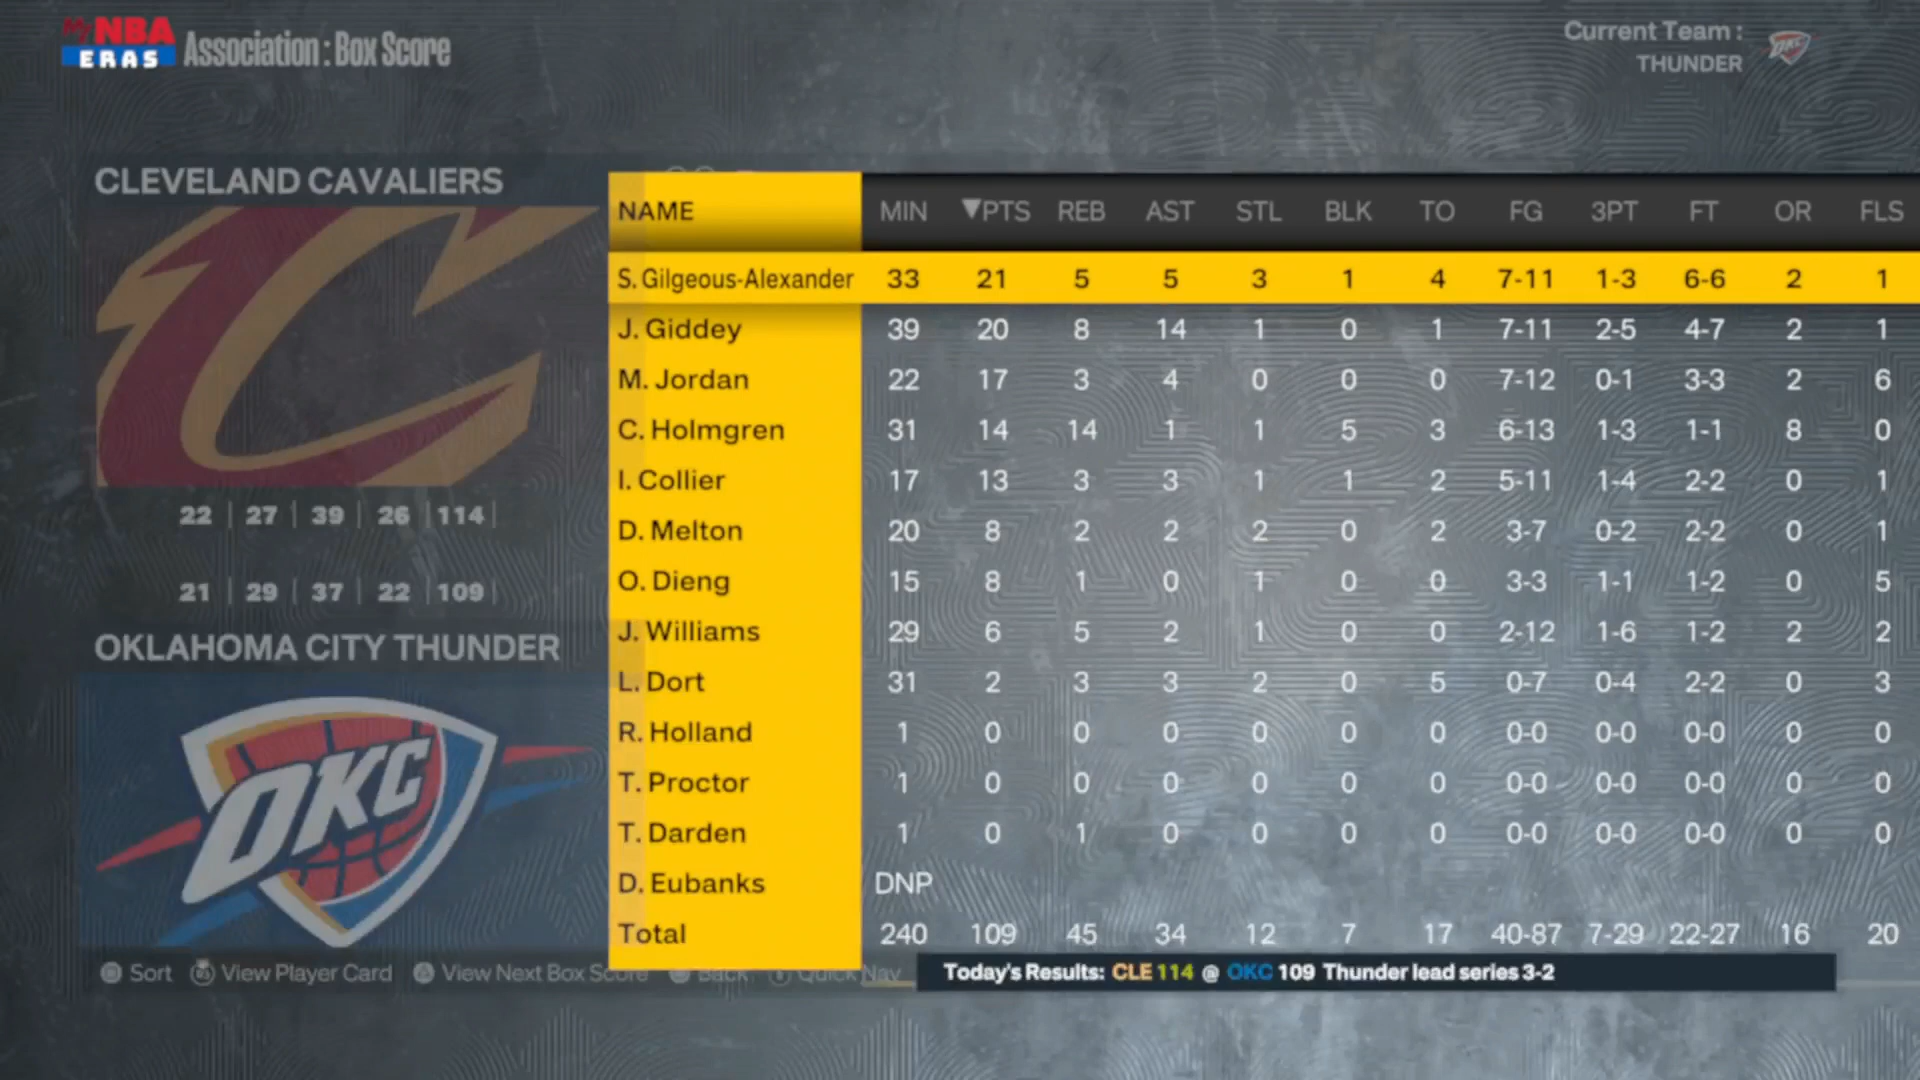 MyNBA ERAS Association : Box Score
Current Team :
THUNDER
CLEVELAND CAVALIERS
22 | 27 | 39 | 26 | 114 |
21 | 29 | 37 | 22 | 109 |
OKLAHOMA CITY THUNDER
OKC
NAME MIN ▼PTS REB AST STL BLK TO FG 3PT FT OR FLS
S. Gilgeous-Alexander 33 21 5 5 3 1 4 7-11 1-3 6-6 2 1
J. Giddey 39 20 8 14 1 0 1 7-11 2-5 4-7 2 1
M. Jordan 22 17 3 4 0 0 0 7-12 0-1 3-3 2 6
C. Holmgren 31 14 14 1 1 5 3 6-13 1-3 1-1 8 0
I. Collier 17 13 3 3 1 1 2 5-11 1-4 2-2 0 1
D. Melton 20 8 2 2 2 0 2 3-7 0-2 2-2 0 1
O. Dieng 15 8 1 0 1 0 0 3-3 1-1 1-2 0 5
J. Williams 29 6 5 2 1 0 0 2-12 1-6 1-2 2 2
L. Dort 31 2 3 3 2 0 5 0-7 0-4 2-2 0 3
R. Holland 1 0 0 0 0 0 0 0-0 0-0 0-0 0 0
T. Proctor 1 0 0 0 0 0 0 0-0 0-0 0-0 0 0
T. Darden 1 0 1 0 0 0 0 0-0 0-0 0-0 0 0
D. Eubanks DNP
Total 240 109 45 34 12 7 17 40-87 7-29 22-27 16 20
Sort View Player Card View Next Box Score Back Quick Nav
Today's Results: CLE 114 @ OKC 109 Thunder lead series 3-2